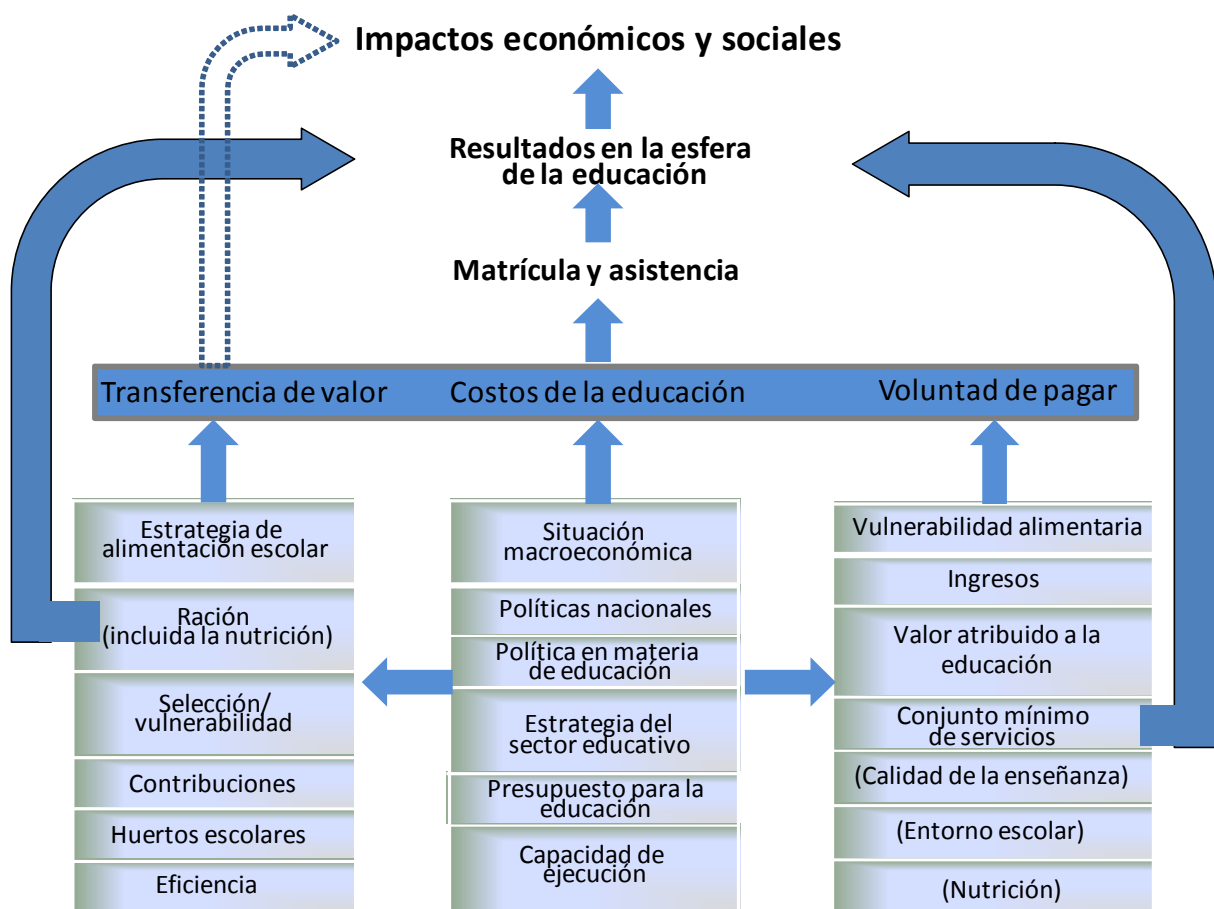 Impactos económicos y sociales
Resultados en la esfera
de la educación
Matrícula y asistencia
Transferencia de valor
Costos de la educación
Voluntad de pagar
Estrategia de
alimentación escolar
Ración
(incluida la nutrición)
Selección/
vulnerabilidad
Contribuciones
Huertos escolares
Eficiencia
Situación
macroeconómica
Políticas nacionales
Política en materia
de educación
Estrategia del
sector educativo
Presupuesto para la
educación
Capacidad de
ejecución
Vulnerabilidad alimentaria
Ingresos
Valor atribuido a la
educación
Conjunto mínimo
de servicios
(Calidad de la enseñanza)
(Entorno escolar)
(Nutrición)